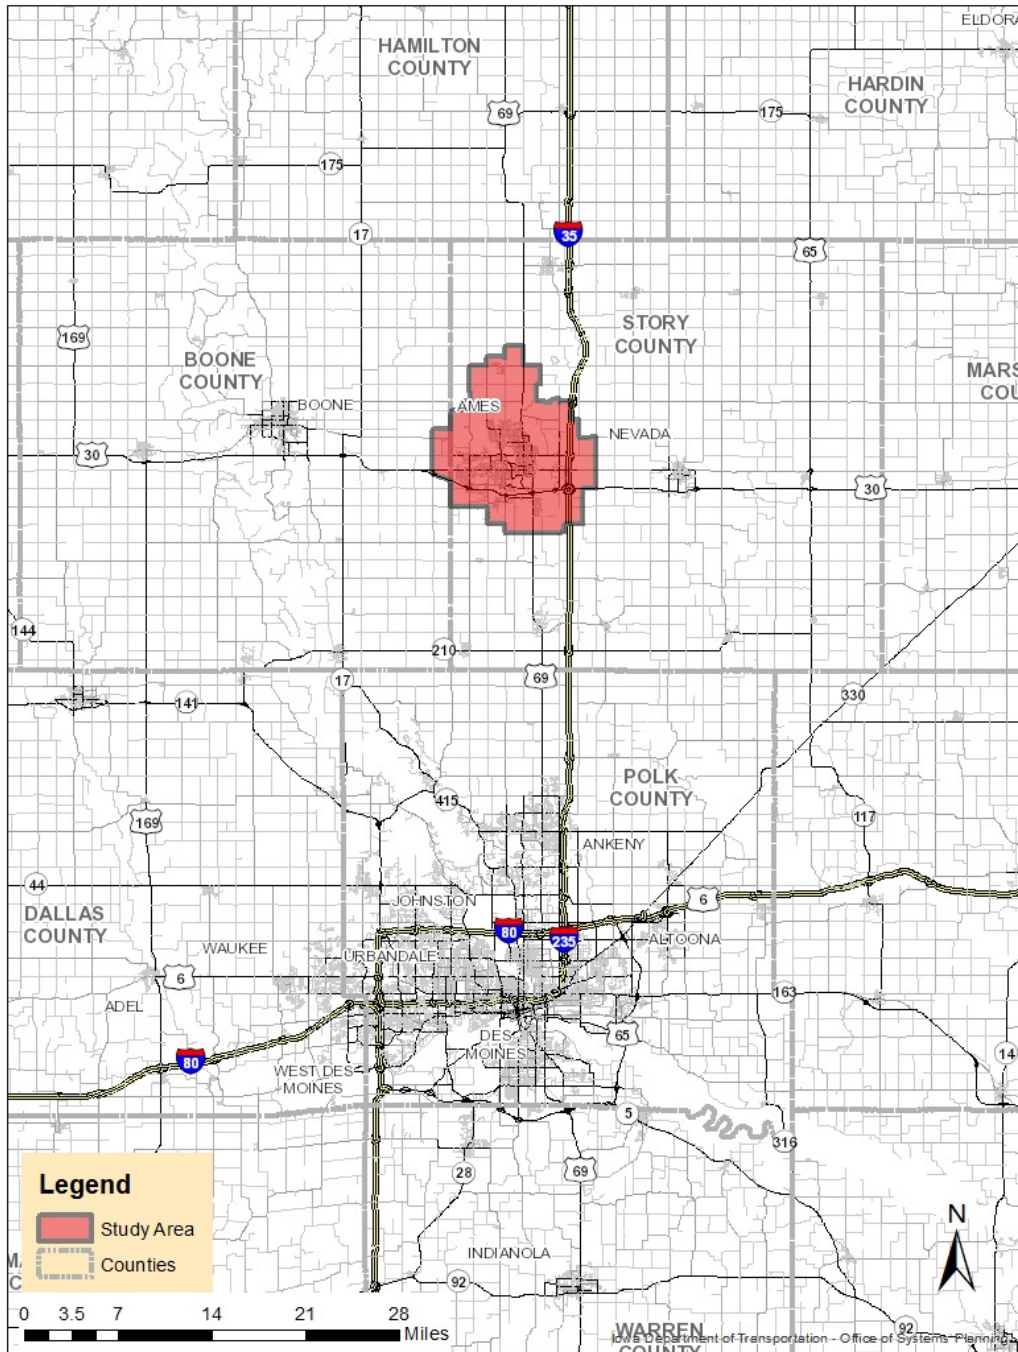 ELDORA
HAMILTON
COUNTY
HARDIN
COUNTY
69
175
175
17
35
65
STORY
COUNTY
169
BOONE
COUNTY
MARS
COU
BOONE
AMES
NEVADA
30
30
144
210
17
69
330
141
POLK
COUNTY
415
169
117
ANKENY
44
6
JOHNSTON
DALLAS
COUNTY
80
235
ALTOONA
WAUKEE
URBANDALE
6
163
ADEL
DES
MOINES
65
14
80
WEST DES
MOINES
5
316
28
69
Legend
Study Area
Counties
N
INDIANOLA
92
0 3.5 7 14 21 28
Miles
92
WARREN
COUNTY
Iowa Department of Transportation - Office of Systems Planning